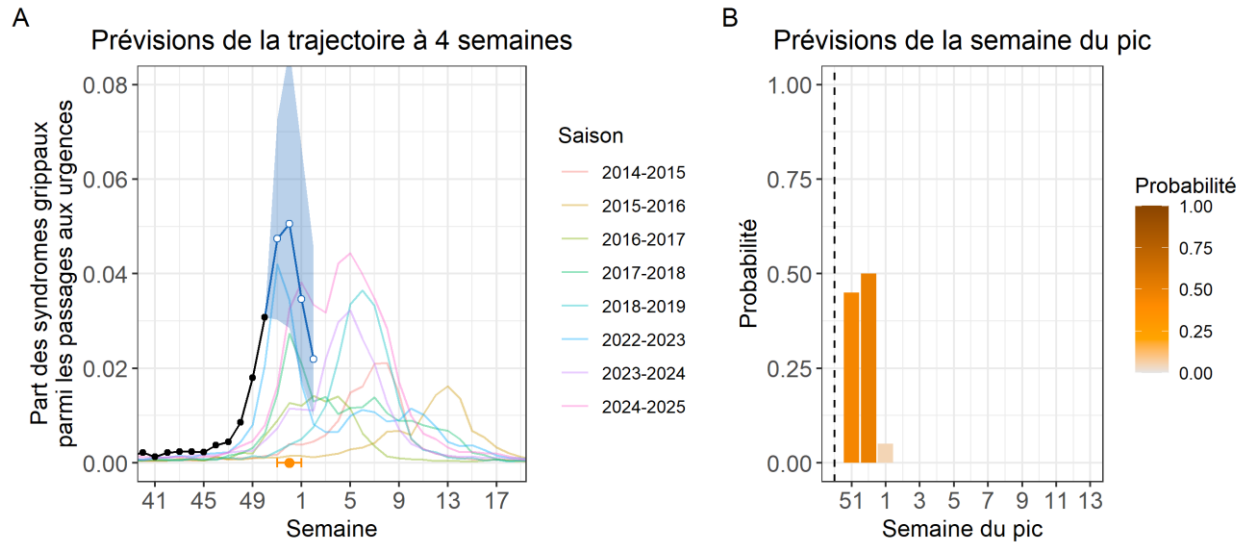 A
Prévisions de la trajectoire à 4 semaines
Part des syndromes grippaux
parmi les passages aux urgences
0.08
0.06
0.04
0.02
0.00
41 45 49 1 5 9 13 17
Semaine
Saison
2014-2015
2015-2016
2016-2017
2017-2018
2018-2019
2022-2023
2023-2024
2024-2025
B
Prévisions de la semaine du pic
Probabilité
1.00
0.75
0.50
0.25
0.00
51 1 3 5 7 9 11 13
Semaine du pic
Probabilité
1.00
0.75
0.50
0.25
0.00